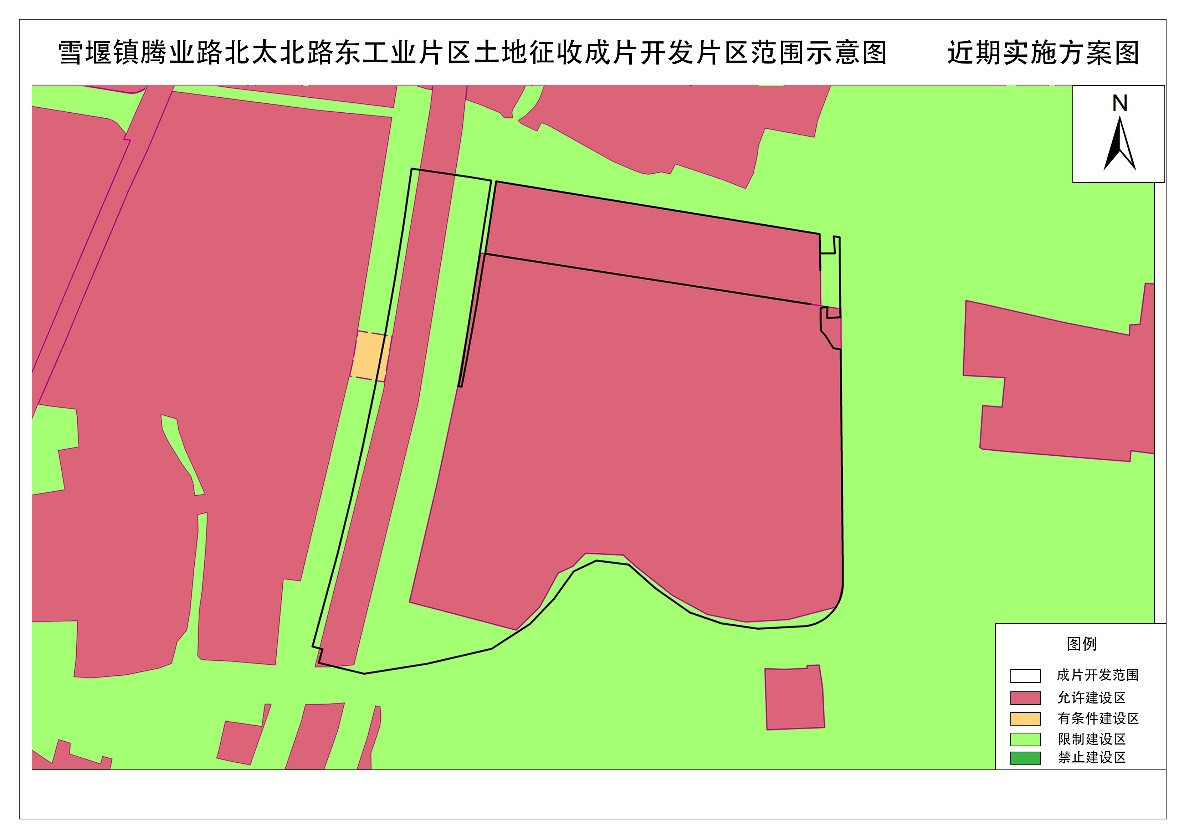 雪堰镇腾业路北太北路东工业片区土地征收成片开发片区范围示意图 近期实施方案图
N
图例
成片开发范围
允许建设区
有条件建设区
限制建设区
禁止建设区